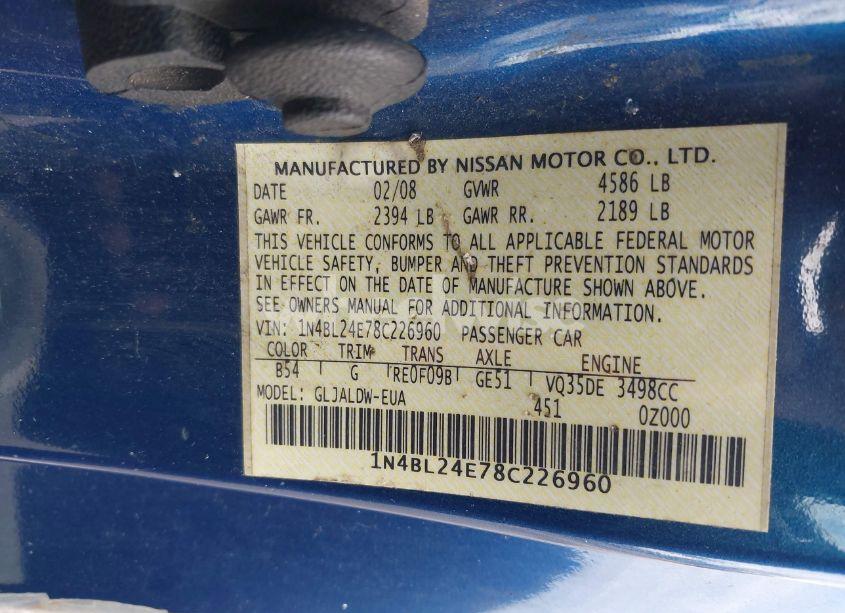 MANUFACTURED BY NISSAN MOTOR CO., LTD.
DATE 02/08 GVWR 4586 LB
GAWR FR. 2394 LB GAWR RR. 2189 LB
THIS VEHICLE CONFORMS TO ALL APPLICABLE FEDERAL MOTOR
VEHICLE SAFETY, BUMPER AND THEFT PREVENTION STANDARDS
IN EFFECT ON THE DATE OF MANUFACTURE SHOWN ABOVE.
SEE OWNERS MANUAL FOR ADDITIONAL INFORMATION.
VIN: 1N4BL24E78C226960 PASSENGER CAR
COLOR TRIM TRANS AXLE ENGINE
B54 G RE0F09B GE51 VQ35DE 3498CC
MODEL: GLJALDW-EUA 451 0Z000
1N4BL24E78C226960